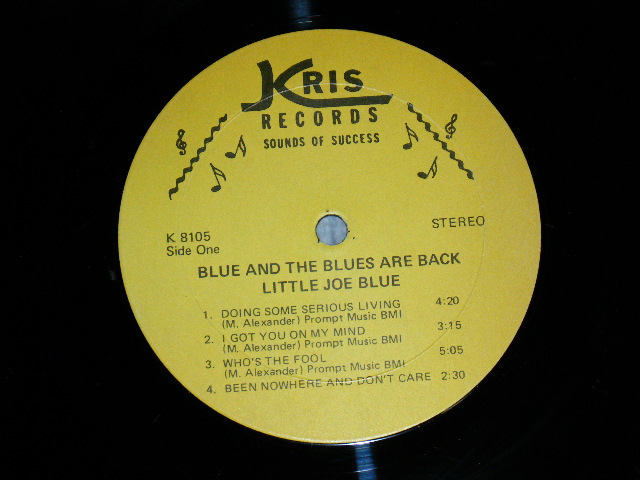 KRIS
RECORDS
SOUNDS OF SUCCESS
K 8105
Side One
STEREO
BLUE AND THE BLUES ARE BACK
LITTLE JOE BLUE
1. DOING SOME SERIOUS LIVING 4:20
(M. Alexander) Prompt Music BMI
2. I GOT YOU ON MY MIND 3:15
(M. Alexander) Prompt Music BMI
3. WHO'S THE FOOL 5:05
(M. Alexander) Prompt Music BMI
4. BEEN NOWHERE AND DON'T CARE 2:30